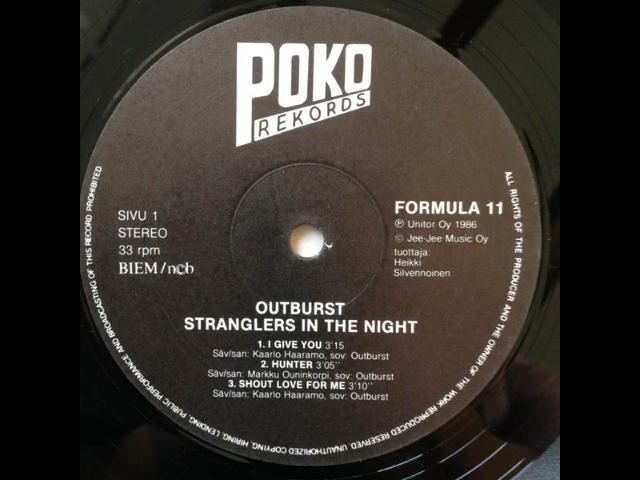 POKO
REKORDS
SIVU 1
STEREO
33 rpm
BIEM/ncb
FORMULA 11
℗ Unitor Oy 1986
© Jee-Jee Music Oy
tuottaja:
Heikki
Silvennoinen
OUTBURST
STRANGLERS IN THE NIGHT
1. I GIVE YOU 3'15
Säv/san: Kaarlo Haaramo, sov: Outburst
2. HUNTER 3'05''
Säv/san: Markku Ouninkorpi, sov: Outburst
3. SHOUT LOVE FOR ME 3'10''
Säv/san: Kaarlo Haaramo, sov: Outburst
ALL RIGHTS OF THE PRODUCER AND THE OWNER OF THE WORK REPRODUCED RESERVED. UNAUTHORIZED COPYING, HIRING, LENDING, PUBLIC PERFORMANCE AND BROADCASTING OF THIS RECORD PROHIBITED